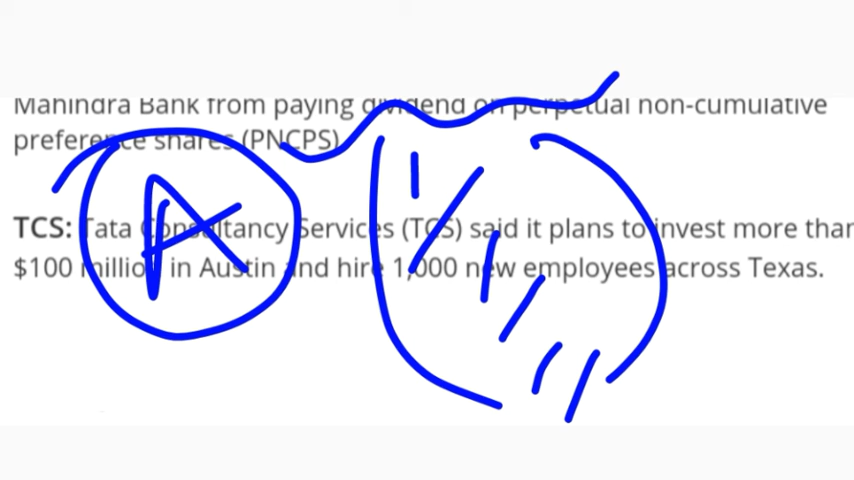 Mahindra Bank from paying dividend on perpetual non-cumulative
preference shares (PNCPS).
TCS: Tata Consultancy Services (TCS) said it plans to invest more than
$100 million in Austin and hire 1,000 new employees across Texas.
A